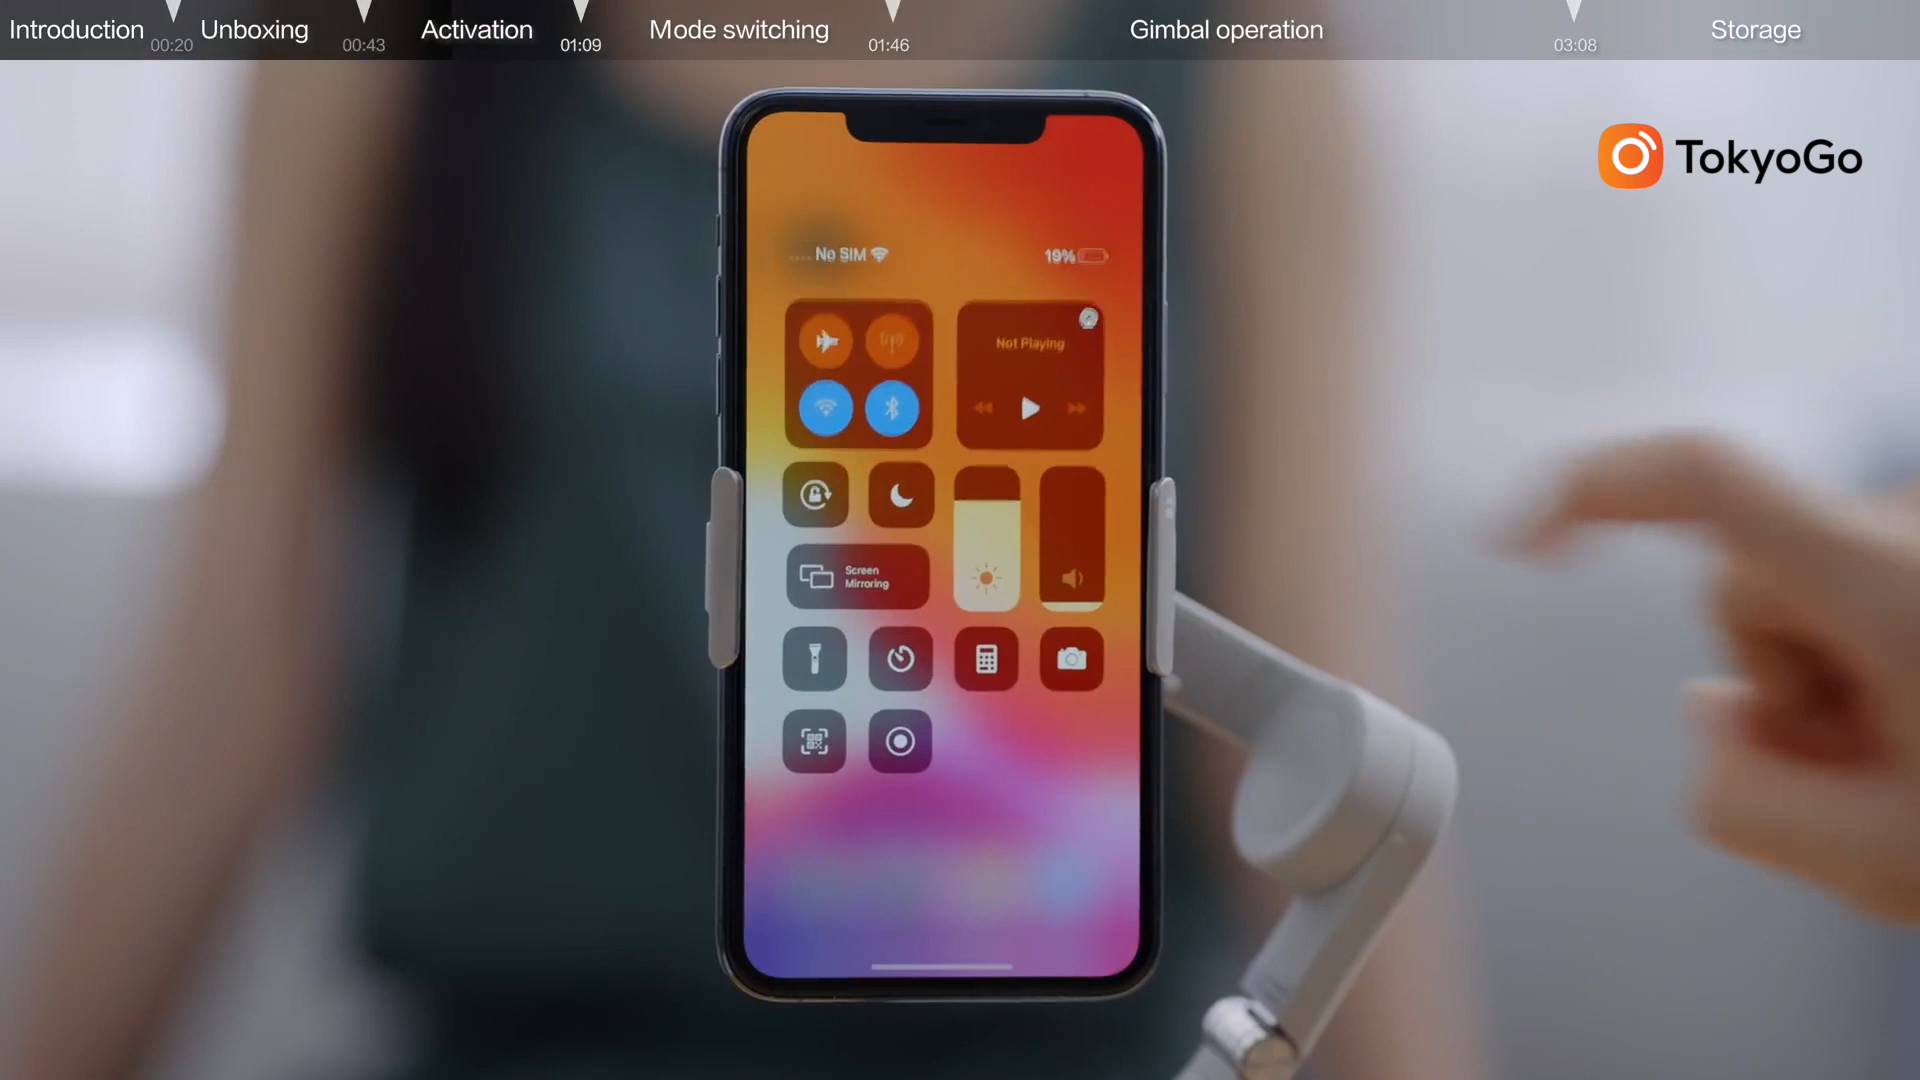 Introduction
00:20
Unboxing
00:43
Activation
01:09
Mode switching
01:46
Gimbal operation
03:08
Storage
TokyoGo
No SIM
19%
Not Playing
Screen
Mirroring